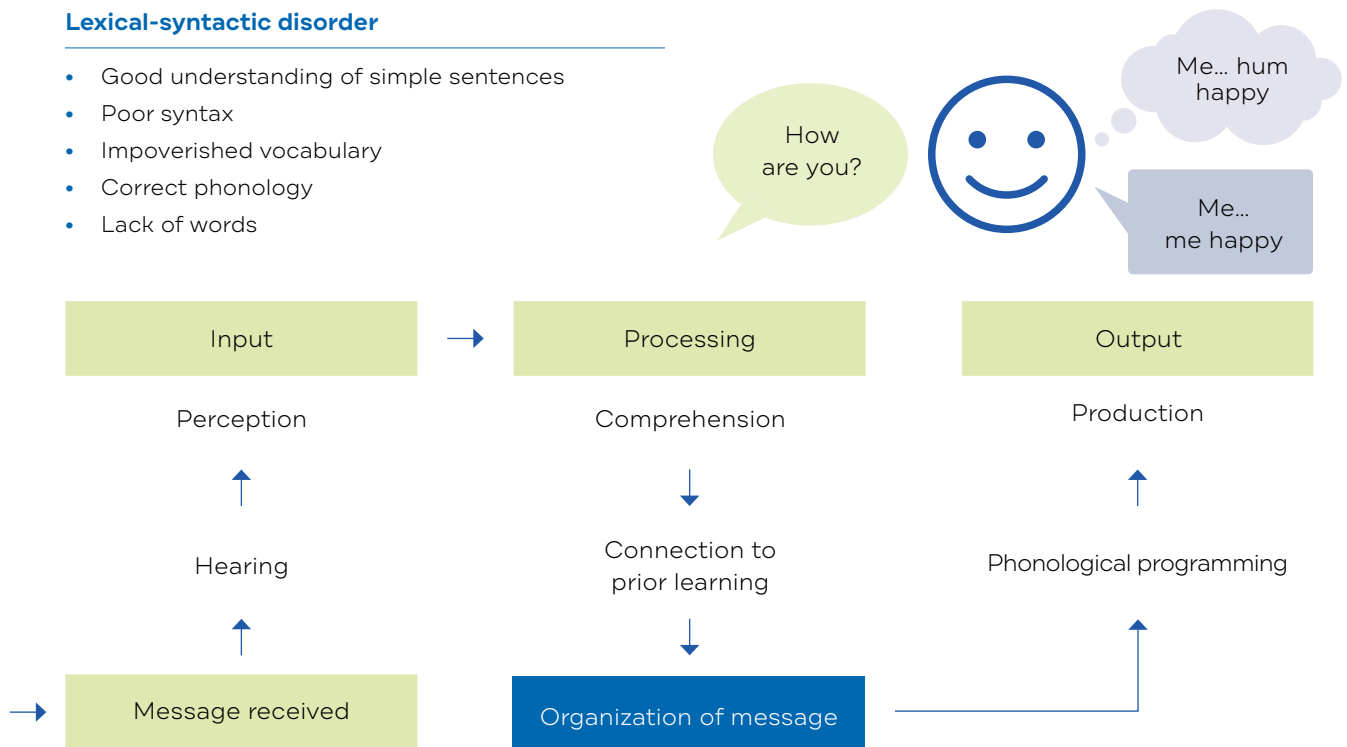 Lexical-syntactic disorder
• Good understanding of simple sentences
• Poor syntax
• Impoverished vocabulary
• Correct phonology
• Lack of words
How
are you?
Me... hum
happy
Me...
me happy
Input
Processing
Output
Perception
Comprehension
Production
Hearing
Connection to
prior learning
Phonological programming
Message received
Organization of message